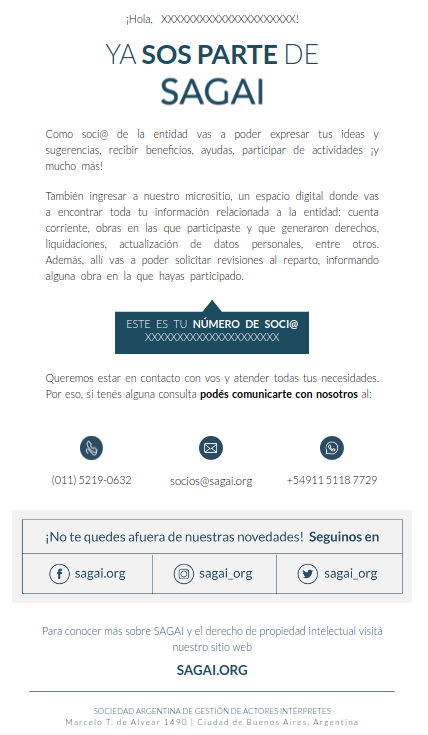 ¡Hola, XXXXXXXXXXXXXXXXXXXXX!
YA SOS PARTE DE
SAGAI
Como soci@ de la entidad vas a poder expresar tus ideas y
sugerencias, recibir beneficios, ayudas, participar de actividades ¡y
mucho más!
También ingresar a nuestro micrositio, un espacio digital donde vas
a encontrar toda tu información relacionada a la entidad: cuenta
corriente, obras en las que participaste y que generaron derechos,
liquidaciones, actualización de datos personales, entre otros.
Además, allí vas a poder solicitar revisiones al reparto, informando
alguna obra en la que hayas participado.
ESTE ES TU NÚMERO DE SOCI@
XXXXXXXXXXXXXXXXXXXXX
Queremos estar en contacto con vos y atender todas tus necesidades.
Por eso, si tenés alguna consulta podés comunicarte con nosotros al:
(011) 5219-0632
socios@sagai.org
+54911 5118 7729
¡No te quedes afuera de nuestras novedades! Seguinos en
sagai.org
sagai_org
sagai_org
Para conocer más sobre SAGAI y el derecho de propiedad intelectual visitá
nuestro sitio web
SAGAI.ORG
SOCIEDAD ARGENTINA DE GESTIÓN DE ACTORES INTÉRPRETES
Marcelo T. de Alvear 1490 | Ciudad de Buenos Aires, Argentina